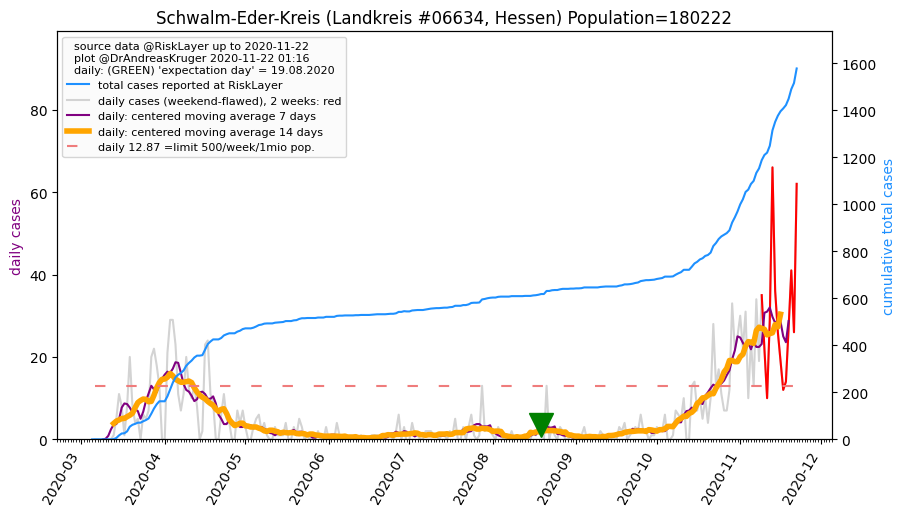 Schwalm-Eder-Kreis (Landkreis #06634, Hessen) Population=180222
source data @RiskLayer up to 2020-11-22
plot @DrAndreasKruger 2020-11-22 01:16
daily: (GREEN) 'expectation day' = 19.08.2020
total cases reported at RiskLayer
daily cases (weekend-flawed), 2 weeks: red
daily: centered moving average 7 days
daily: centered moving average 14 days
daily 12.87 =limit 500/week/1mio pop.
daily cases
0
20
40
60
80
cumulative total cases
0
200
400
600
800
1000
1200
1400
1600
2020-03
2020-04
2020-05
2020-06
2020-07
2020-08
2020-09
2020-10
2020-11
2020-12